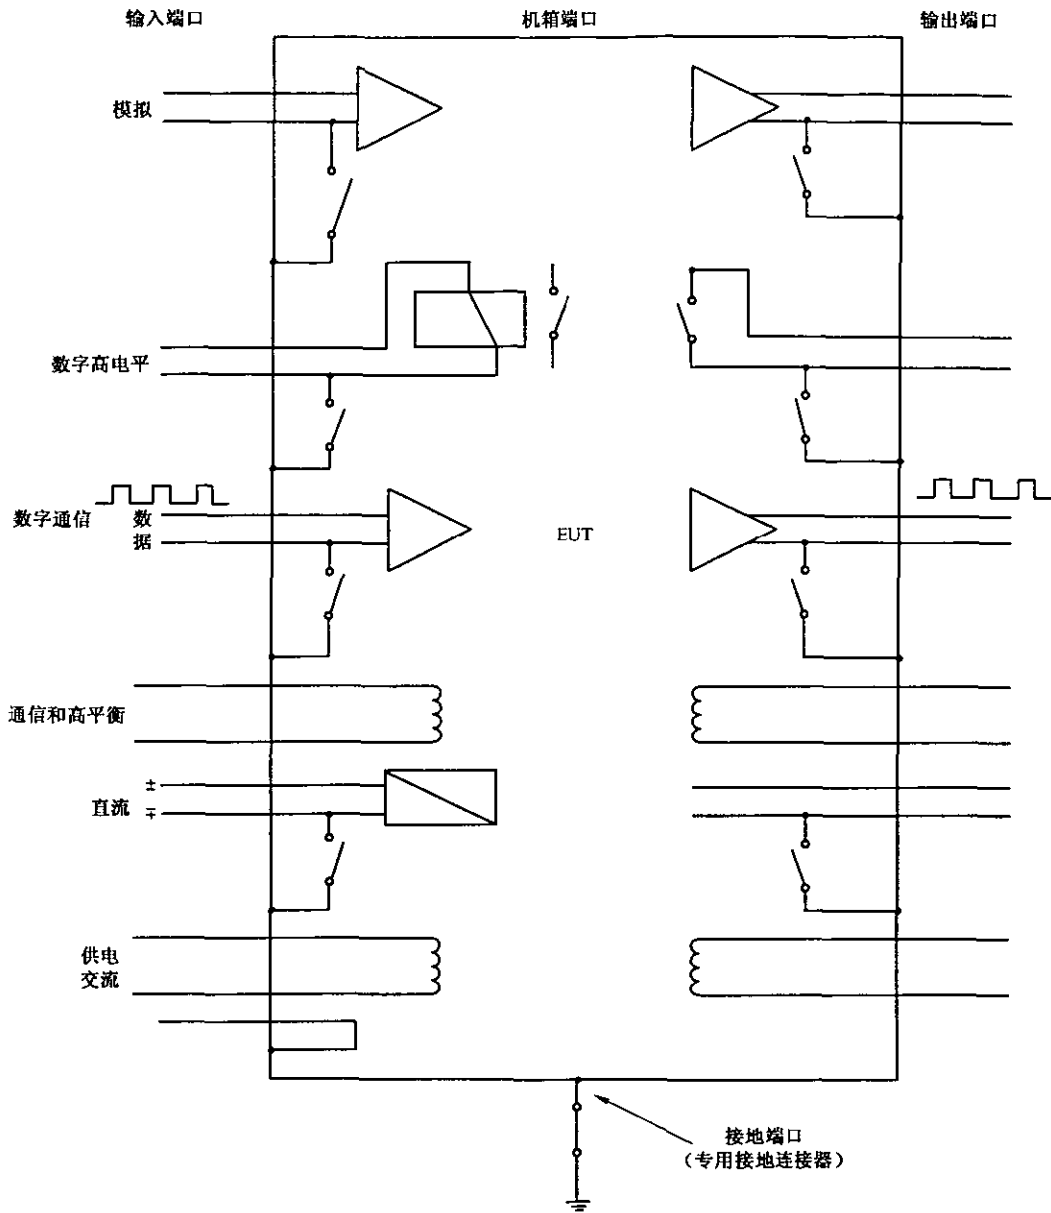 输入端口
机箱端口
输出端口
模拟
数字高电平
数字通信 数
据
EUT
通信和高平衡
±
直流 ∓
供电
交流
接地端口
(专用接地连接器)